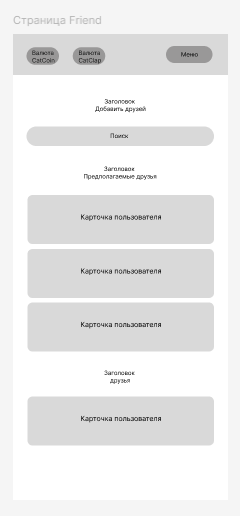 Страница Friend
Валюта Валюта
CatCoin CatClap Меню
Заголовок
Добавить друзей
Поиск
Заголовок
Предполагаемые друзья
Карточка пользователя
Карточка пользователя
Карточка пользователя
Заголовок
друзья
Карточка пользователя